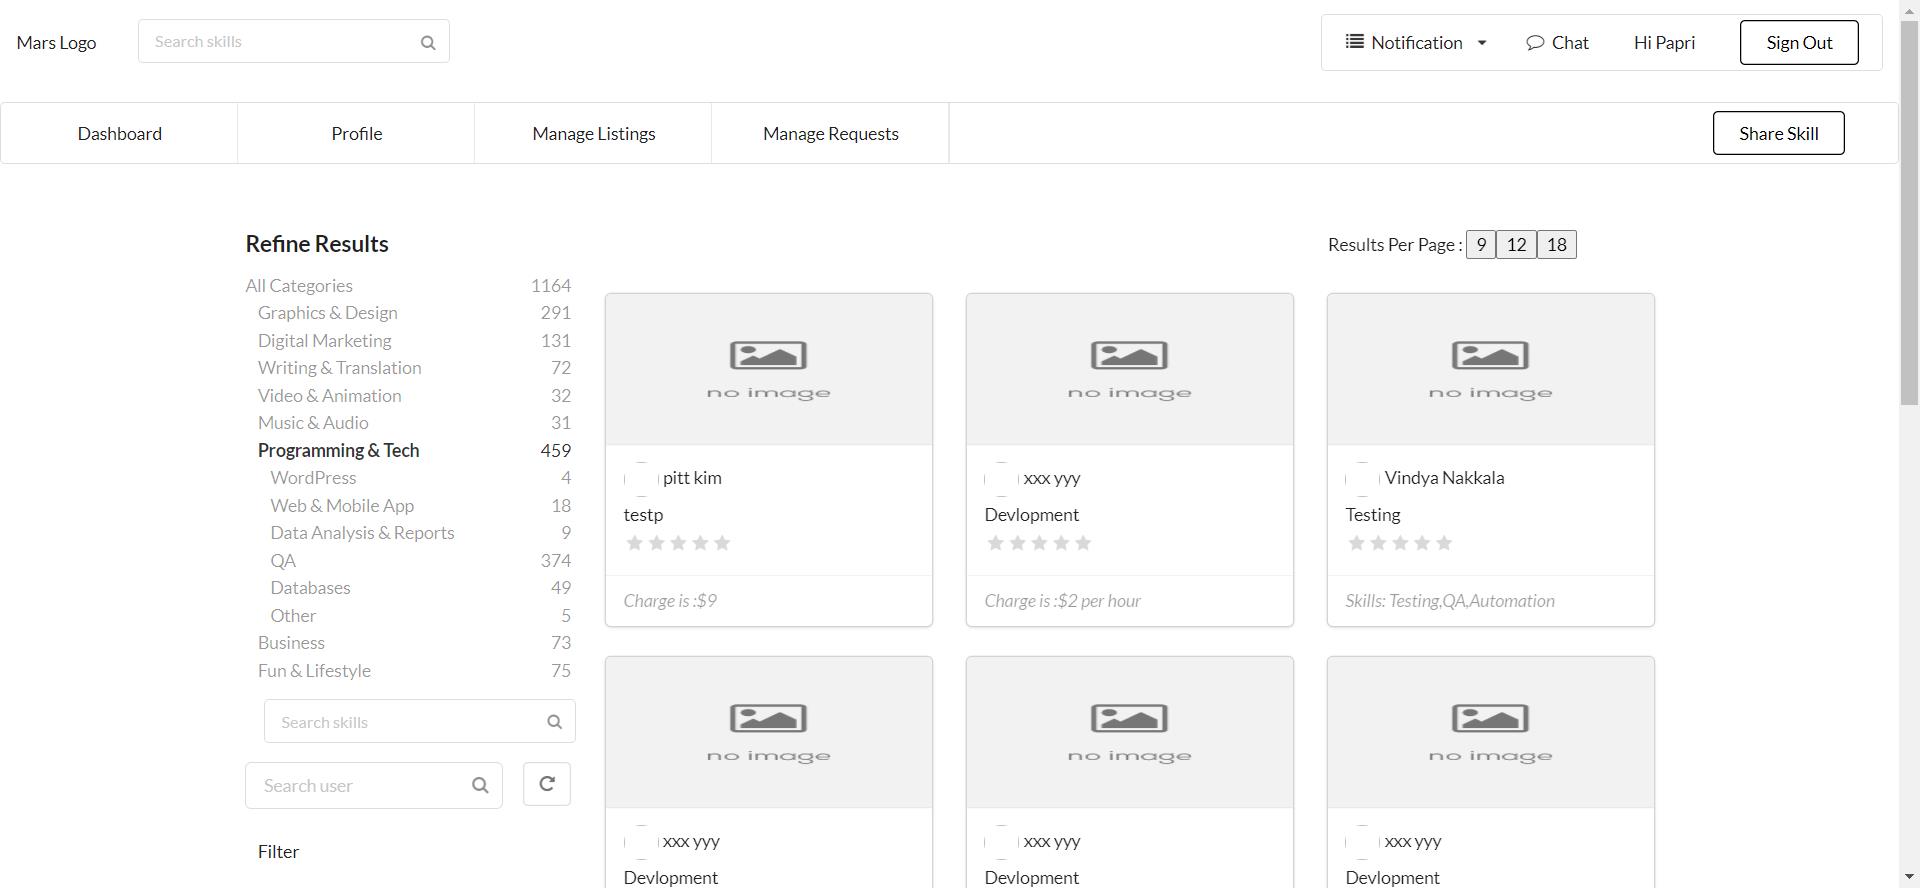 Mars Logo
Search skills
Notification
Chat
Hi Papri
Sign Out
Dashboard
Profile
Manage Listings
Manage Requests
Share Skill
Refine Results
Results Per Page : 9 12 18
All Categories 1164
Graphics & Design 291
Digital Marketing 131
Writing & Translation 72
Video & Animation 32
Music & Audio 31
Programming & Tech 459
WordPress 4
Web & Mobile App 18
Data Analysis & Reports 9
QA 374
Databases 49
Other 5
Business 73
Fun & Lifestyle 75
Search skills
Search user
Filter
no image
pitt kim
testp
Charge is :$9
no image
xxx yyy
Devlopment
Charge is :$2 per hour
no image
Vindya Nakkala
Testing
Skills: Testing,QA,Automation
no image
xxx yyy
Devlopment
no image
xxx yyy
Devlopment
no image
xxx yyy
Devlopment